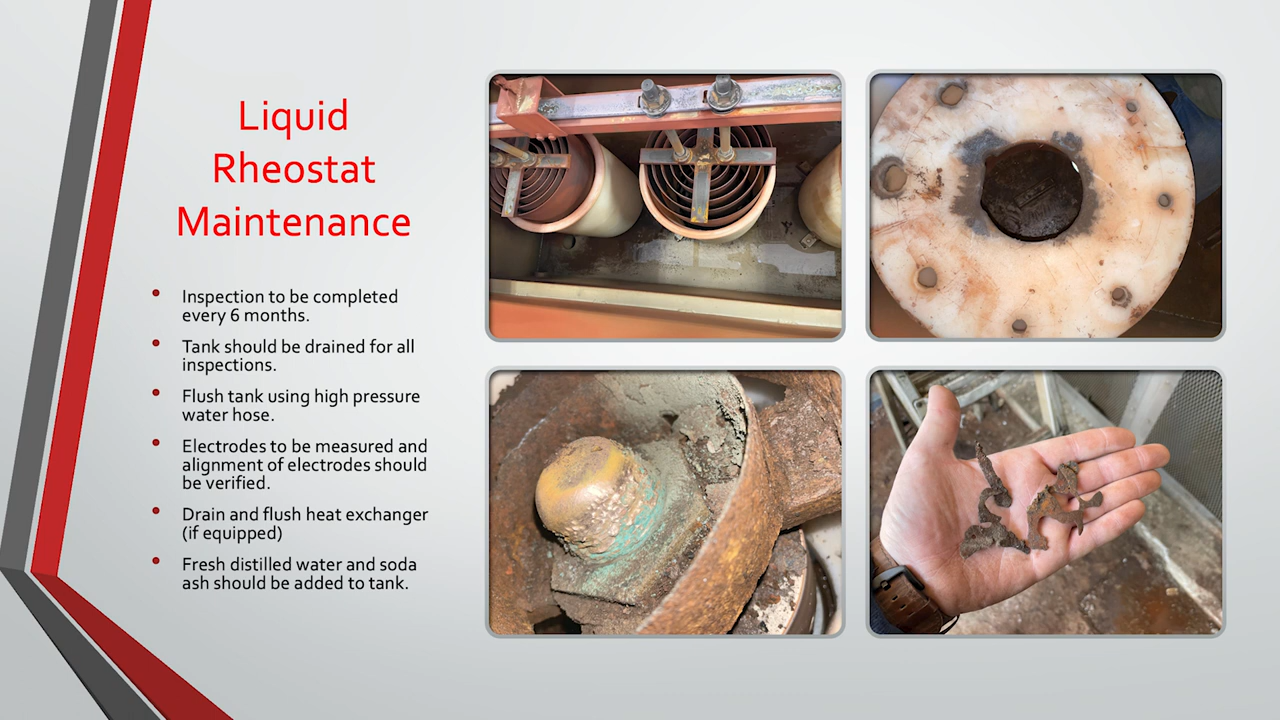 Liquid
Rheostat
Maintenance
• Inspection to be completed
every 6 months.
• Tank should be drained for all
inspections.
• Flush tank using high pressure
water hose.
• Electrodes to be measured and
alignment of electrodes should
be verified.
• Drain and flush heat exchanger
(if equipped)
• Fresh distilled water and soda
ash should be added to tank.